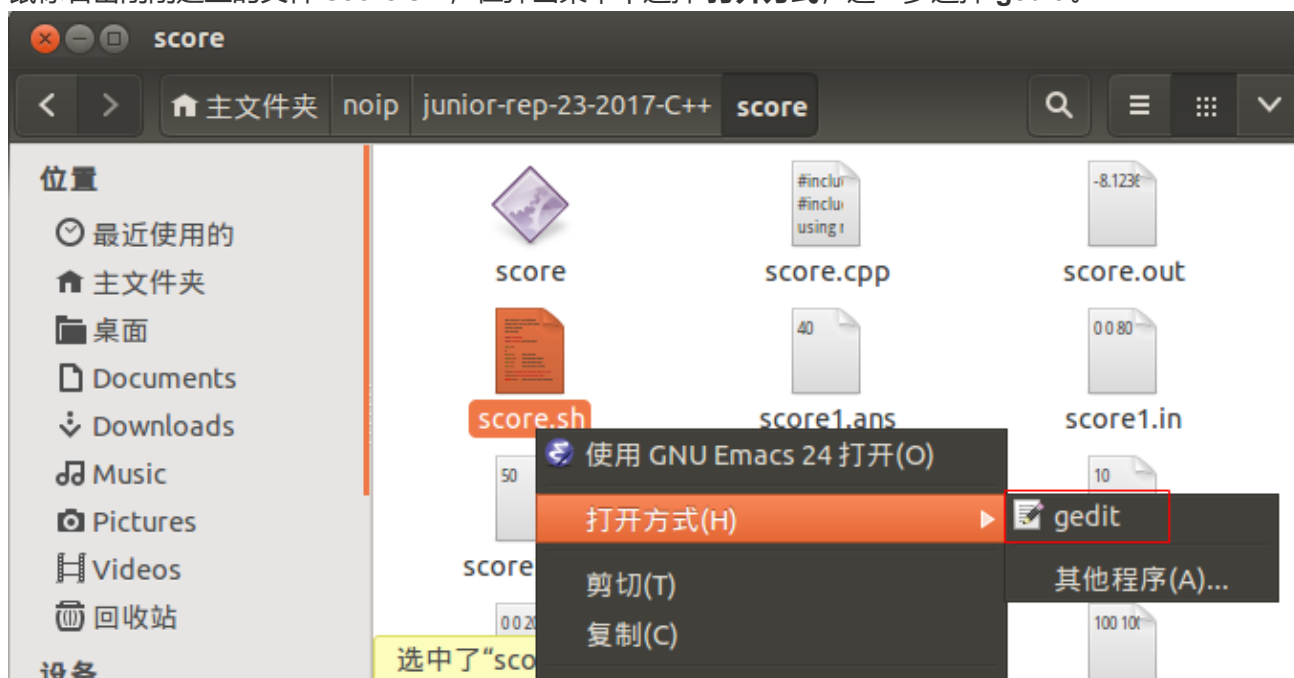 score
主文件夹 noip junior-rep-23-2017-C++ score
位置
最近使用的
主文件夹
桌面
Documents
Downloads
Music
Pictures
Videos
回收站
设备
#inclu
#inclu
using
-8.1236
score
score.cpp
score.out
40
0 0 80
score.sh
score1.ans
score1.in
50
10
score
0 0 20
100 100
使用 GNU Emacs 24 打开(O)
打开方式(H)
gedit
其他程序(A)...
剪切(T)
复制(C)
选中了“sco